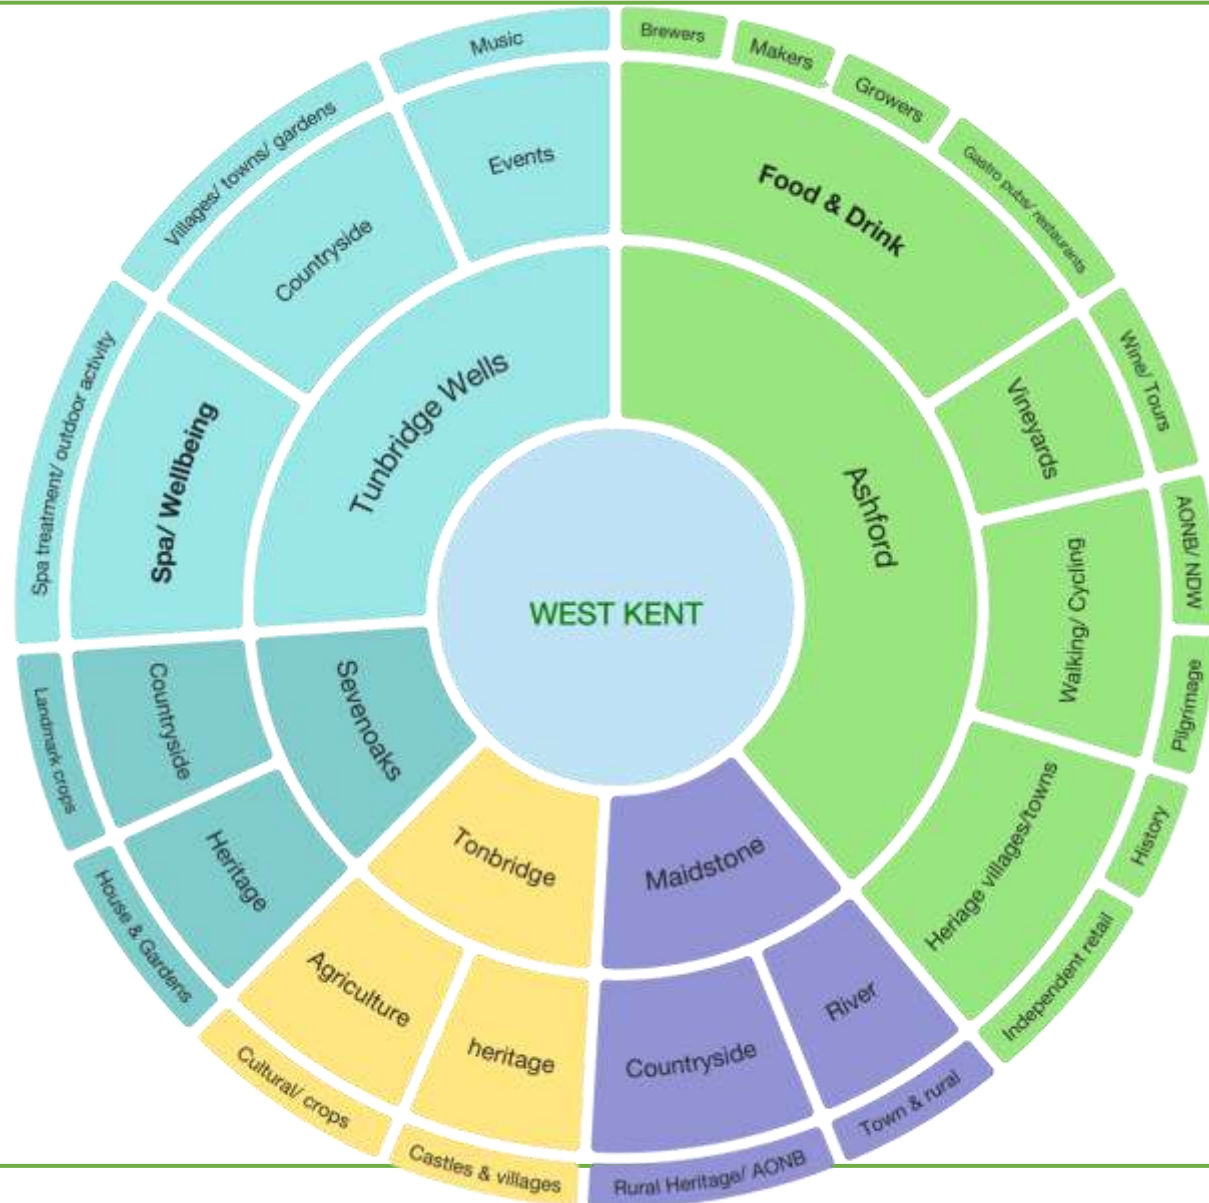 WEST KENT
Ashford
Food & Drink
Brewers
Makers
Growers
Gastro pubs/ restaurants
Vineyards
Wine/ Tours
Walking/ Cycling
AONB/ NDW
Pilgrimage
Heriage villages/towns
History
Independent retail
Maidstone
River
Town & rural
Countryside
Rural Heritage/ AONB
Tonbridge
heritage
Castles & villages
Agriculture
Cultural/ crops
Sevenoaks
Heritage
House & Gardens
Countryside
Landmark crops
Tunbridge Wells
Spa/ Wellbeing
Spa treatment/ outdoor activity
Countryside
Villages/ towns/ gardens
Events
Music